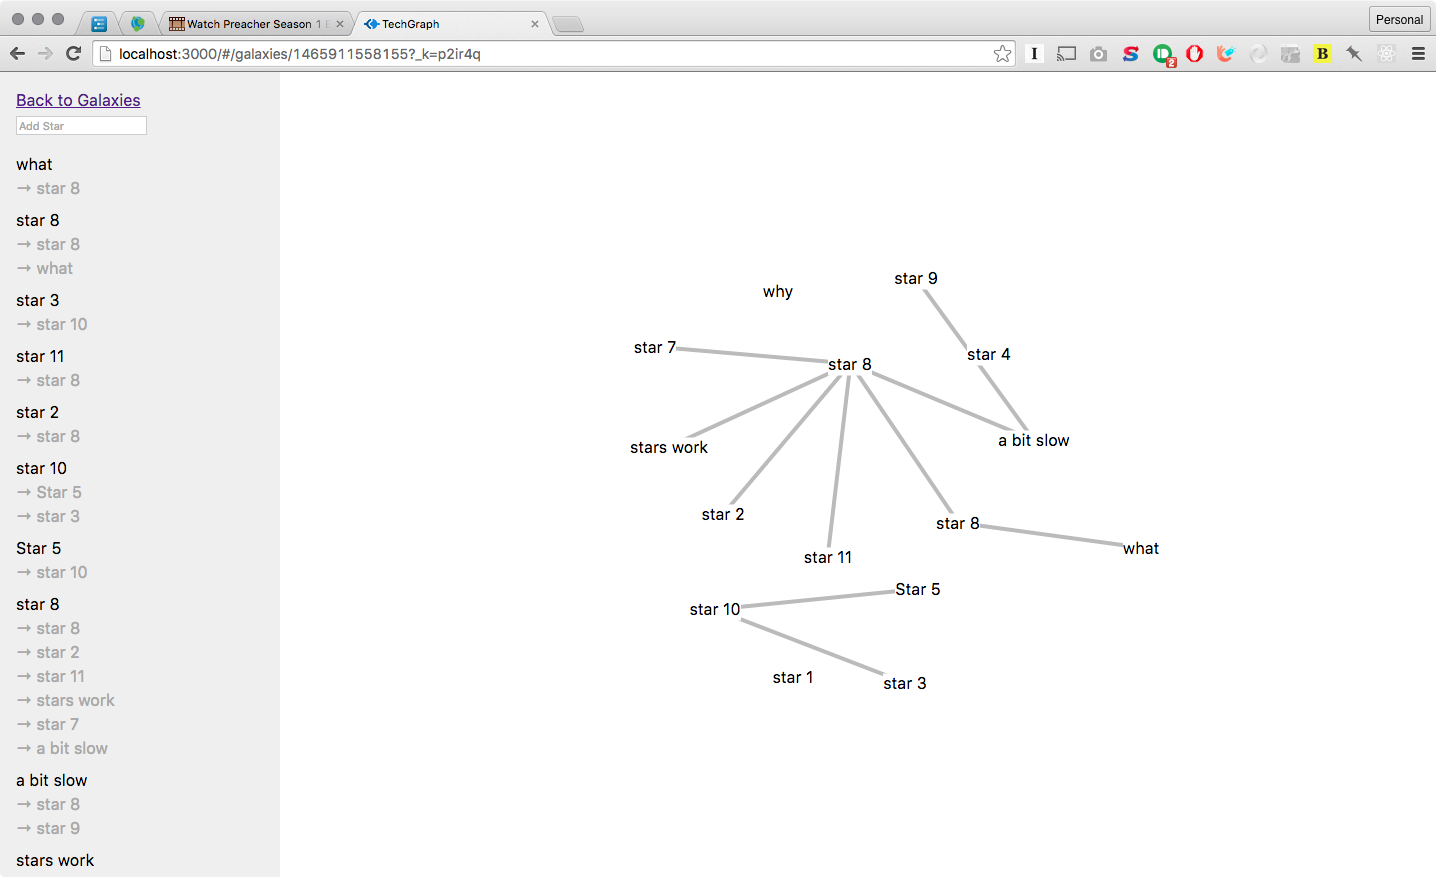 Watch Preacher Season 1
TechGraph
Personal
localhost:3000/#/galaxies/1465911558155?_k=p2ir4q
I
S
2
B
Back to Galaxies
Add Star
what
→ star 8
star 8
→ star 8
→ what
star 3
→ star 10
star 11
→ star 8
star 2
→ star 8
star 10
→ Star 5
→ star 3
Star 5
→ star 10
star 8
→ star 8
→ star 2
→ star 11
→ stars work
→ star 7
→ a bit slow
a bit slow
→ star 8
→ star 9
stars work
star 9
why
star 7
star 4
star 8
a bit slow
stars work
star 2
star 8
what
star 11
Star 5
star 10
star 1
star 3